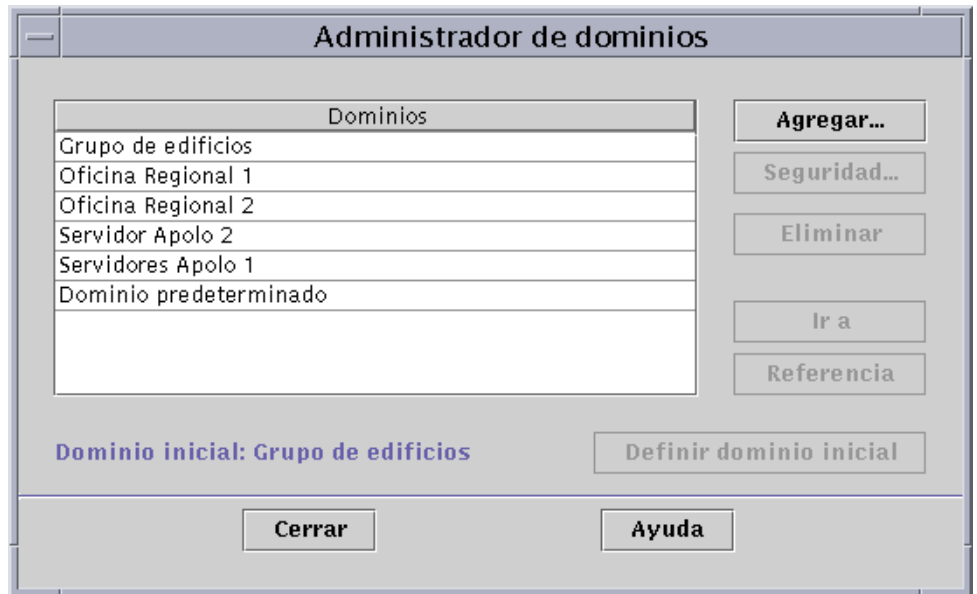 Administrador de dominios
Dominios
Grupo de edificios
Oficina Regional 1
Oficina Regional 2
Servidor Apolo 2
Servidores Apolo 1
Dominio predeterminado
Agregar...
Seguridad...
Eliminar
Ir a
Referencia
Dominio inicial: Grupo de edificios
Definir dominio inicial
Cerrar
Ayuda